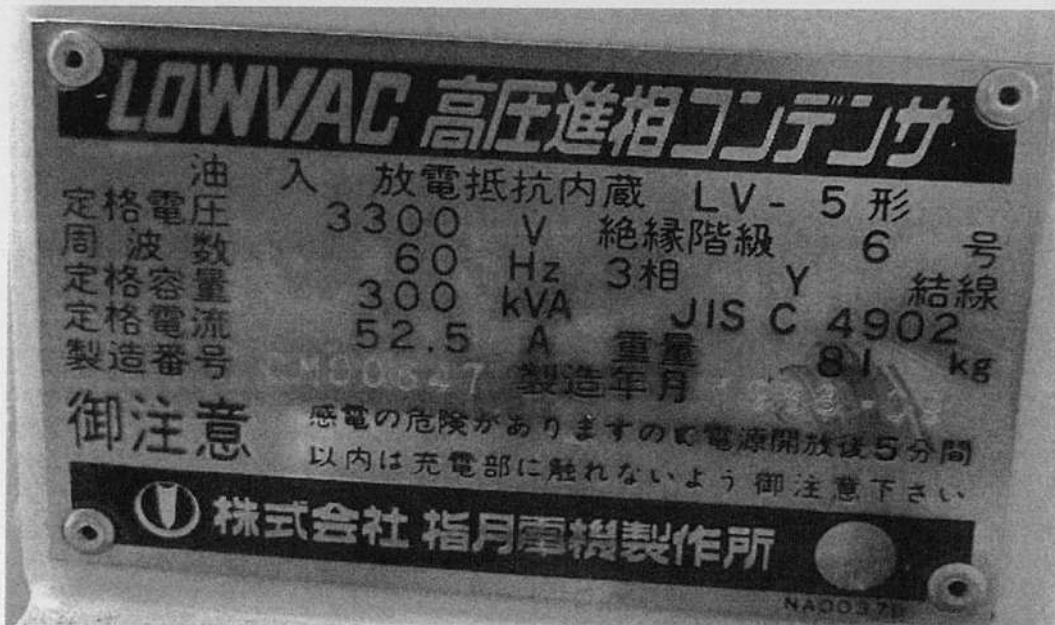 LOWVAC 高圧進相コンデンサ
油入 放電抵抗内蔵 LV-5形
定格電圧 3300 V 絶縁階級 6 号
周波数 60 Hz 3相 Y 結線
定格容量 300 kVA JIS C 4902
定格電流 52.5 A 重量 81 kg
製造番号 製造年月
御注意 感電の危険がありますので電源開放後5分間
以内は充電部に触れないよう御注意下さい
株式会社 指月電機製作所